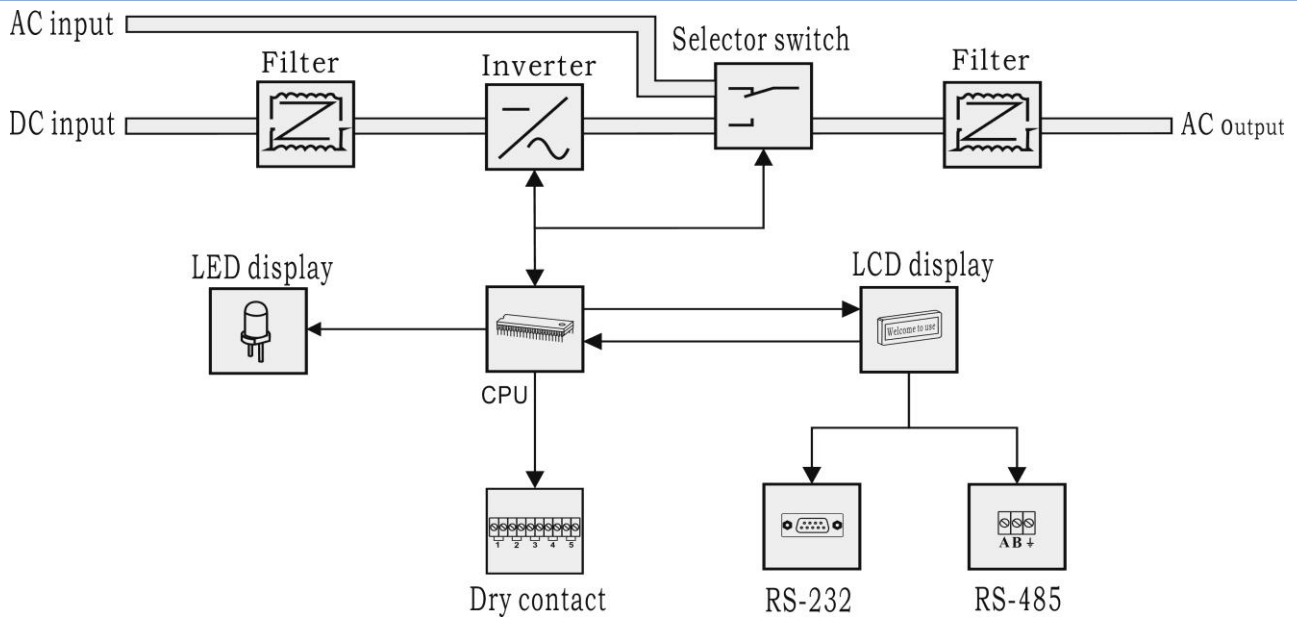 AC input
Selector switch
Filter
Inverter
Filter
DC input
AC Output
LED display
LCD display
Welcome to use
CPU
1 2 3 4 5
A B
Dry contact
RS-232
RS-485